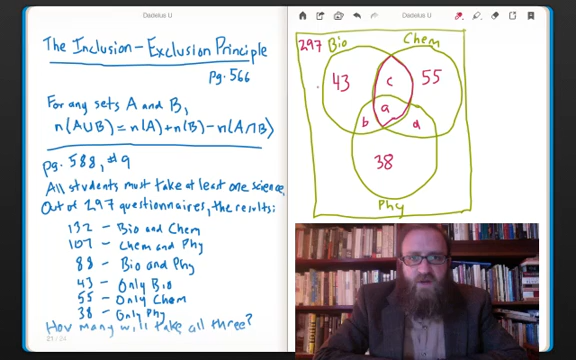 Daedelus U
Daedelus U
The Inclusion-Exclusion Principle
Pg. 566
For any sets A and B,
n(A∪B) = n(A) + n(B) - n(A∩B)
pg. 588, #9
All students must take at least one science.
Out of 297 questionnaires, the results:
132 - Bio and Chem
107 - Chem and Phy
88 - Bio and Phy
43 - Only Bio
55 - Only Chem
38 - Only Phy
How many will take all three?
297 Bio
Chem
43
c
55
a
b
d
38
Phy